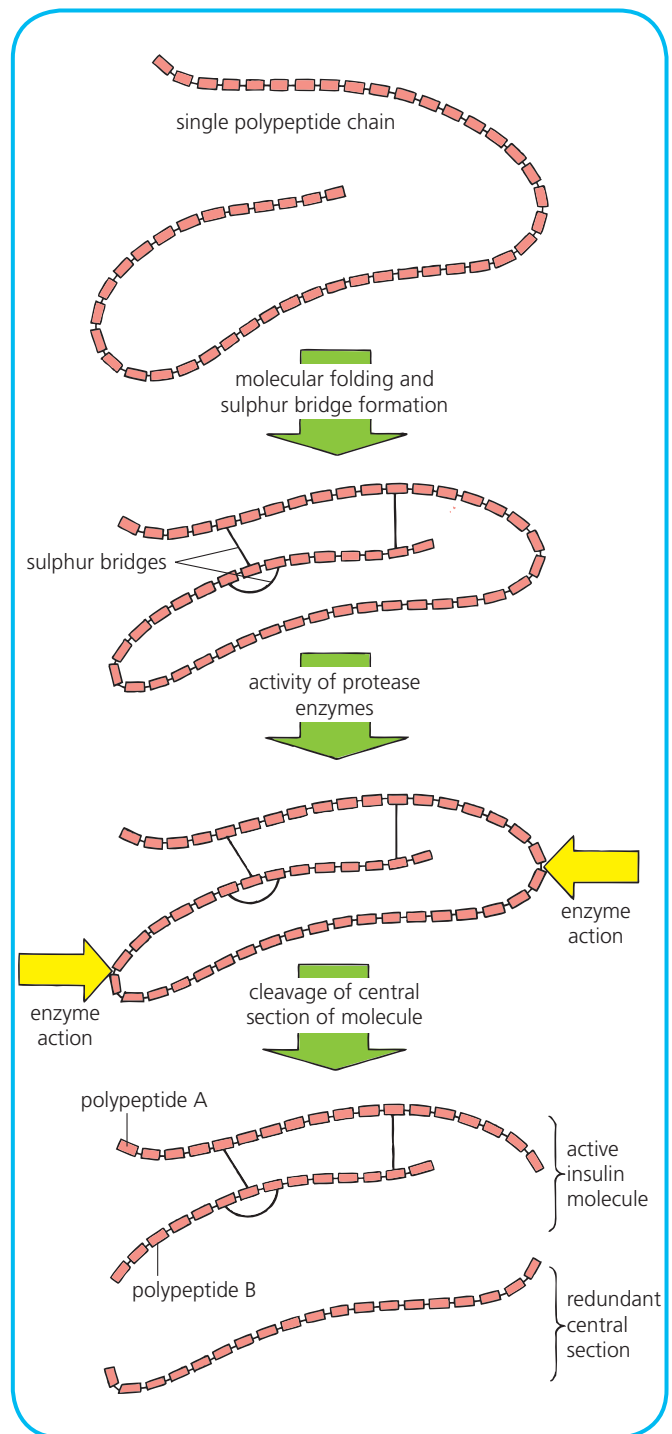 single polypeptide chain
molecular folding and
sulphur bridge formation
sulphur bridges
activity of protease
enzymes
enzyme
action
enzyme
action
cleavage of central
section of molecule
polypeptide A
active
insulin
molecule
polypeptide B
redundant
central
section